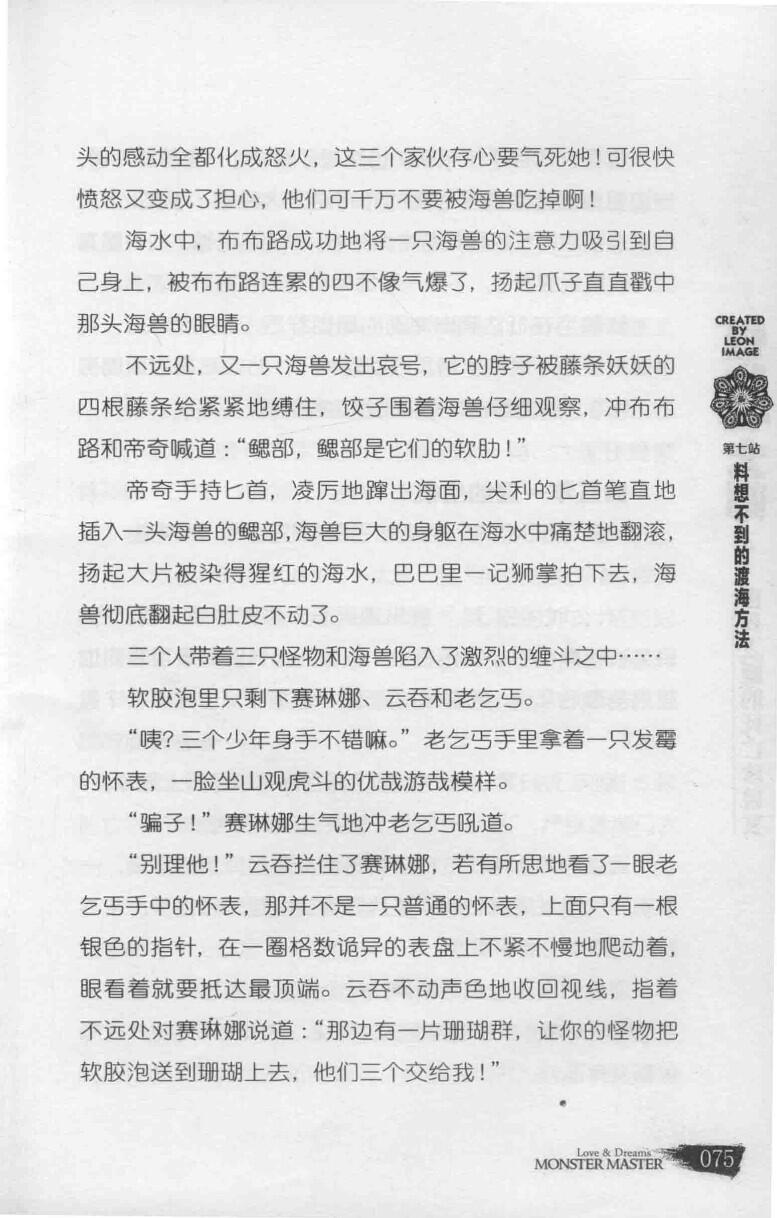 头的感动全都化成怒火，这三个家伙存心要气死她！可很快
愤怒又变成了担心，他们可千万不要被海兽吃掉啊！
海水中，布布路成功地将一只海兽的注意力吸引到自
己身上，被布布路连累的四不像气爆了，扬起爪子直直戳中
那头海兽的眼睛。
不远处，又一只海兽发出哀号，它的脖子被藤条妖妖的
四根藤条给紧紧地缚住，饺子围着海兽仔细观察，冲布布
路和帝奇喊道：“鳃部，鳃部是它们的软肋！”
帝奇手持匕首，凌厉地蹿出海面，尖利的匕首笔直地
插入一头海兽的鳃部，海兽巨大的身躯在海水中痛楚地翻滚，
扬起大片被染得猩红的海水，巴巴里一记狮掌拍下去，海
兽彻底翻起白肚皮不动了。
三个人带着三只怪物和海兽陷入了激烈的缠斗之中……
软胶泡里只剩下赛琳娜、云吞和老乞丐。
“咦？三个少年身手不错嘛。”老乞丐手里拿着一只发霉
的怀表，一脸坐山观虎斗的优哉游哉模样。
“骗子！”赛琳娜生气地冲老乞丐吼道。
“别理他！”云吞拦住了赛琳娜，若有所思地看了一眼老
乞丐手中的怀表，那并不是一只普通的怀表，上面只有一根
银色的指针，在一圈格数诡异的表盘上不紧不慢地爬动着，
眼看着就要抵达最顶端。云吞不动声色地收回视线，指着
不远处对赛琳娜说道：“那边有一片珊瑚群，让你的怪物把
软胶泡送到珊瑚上去，他们三个交给我！”
CREATED
BY
LEON
IMAGE
第七站
料想不到的渡海方法
Love & Dreams
MONSTER MASTER
075